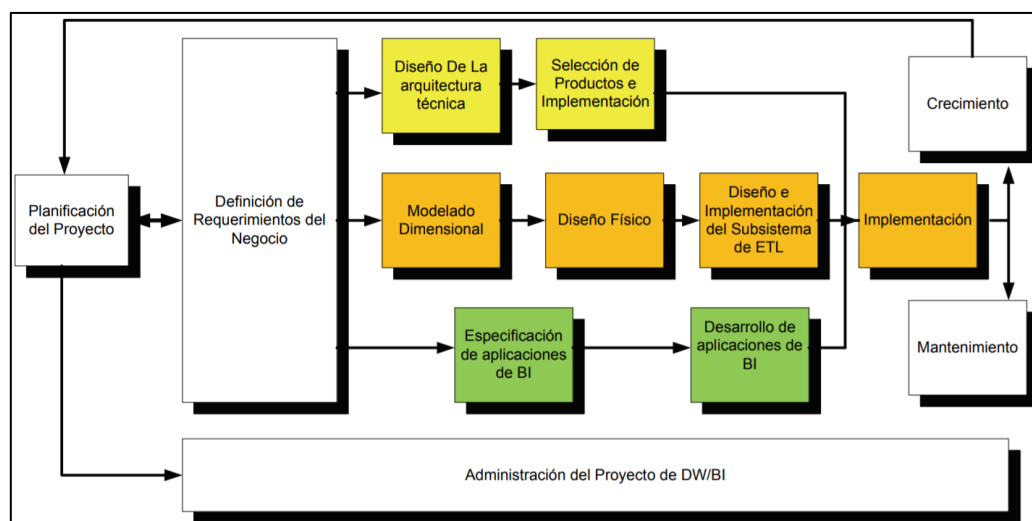 Diseño De La
arquitectura
técnica
Selección de
Productos e
Implementación
Crecimiento
Planificación
del Proyecto
Definición de
Requerimientos del
Negocio
Modelado
Dimensional
Diseño Físico
Diseño e
Implementación
del Subsistema
de ETL
Implementación
Especificación
de aplicaciones
de BI
Desarrollo de
aplicaciones de
BI
Mantenimiento
Administración del Proyecto de DW/BI